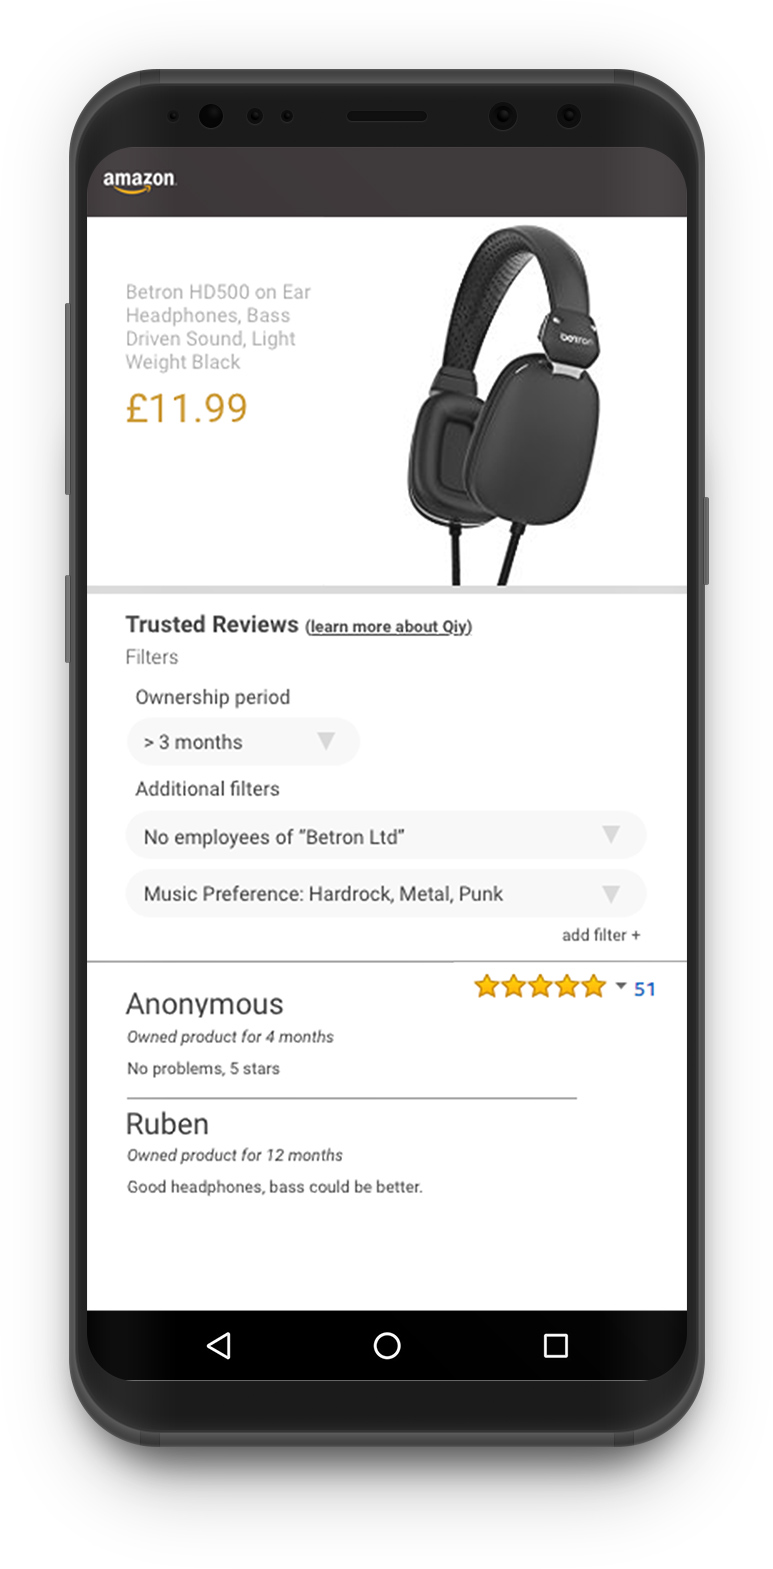 amazon
Betron HD500 on Ear
Headphones, Bass
Driven Sound, Light
Weight Black
£11.99
betron
Trusted Reviews (learn more about Qiy)
Filters
Ownership period
> 3 months
Additional filters
No employees of “Betron Ltd”
Music Preference: Hardrock, Metal, Punk
add filter +
51
Anonymous
Owned product for 4 months
No problems, 5 stars
Ruben
Owned product for 12 months
Good headphones, bass could be better.